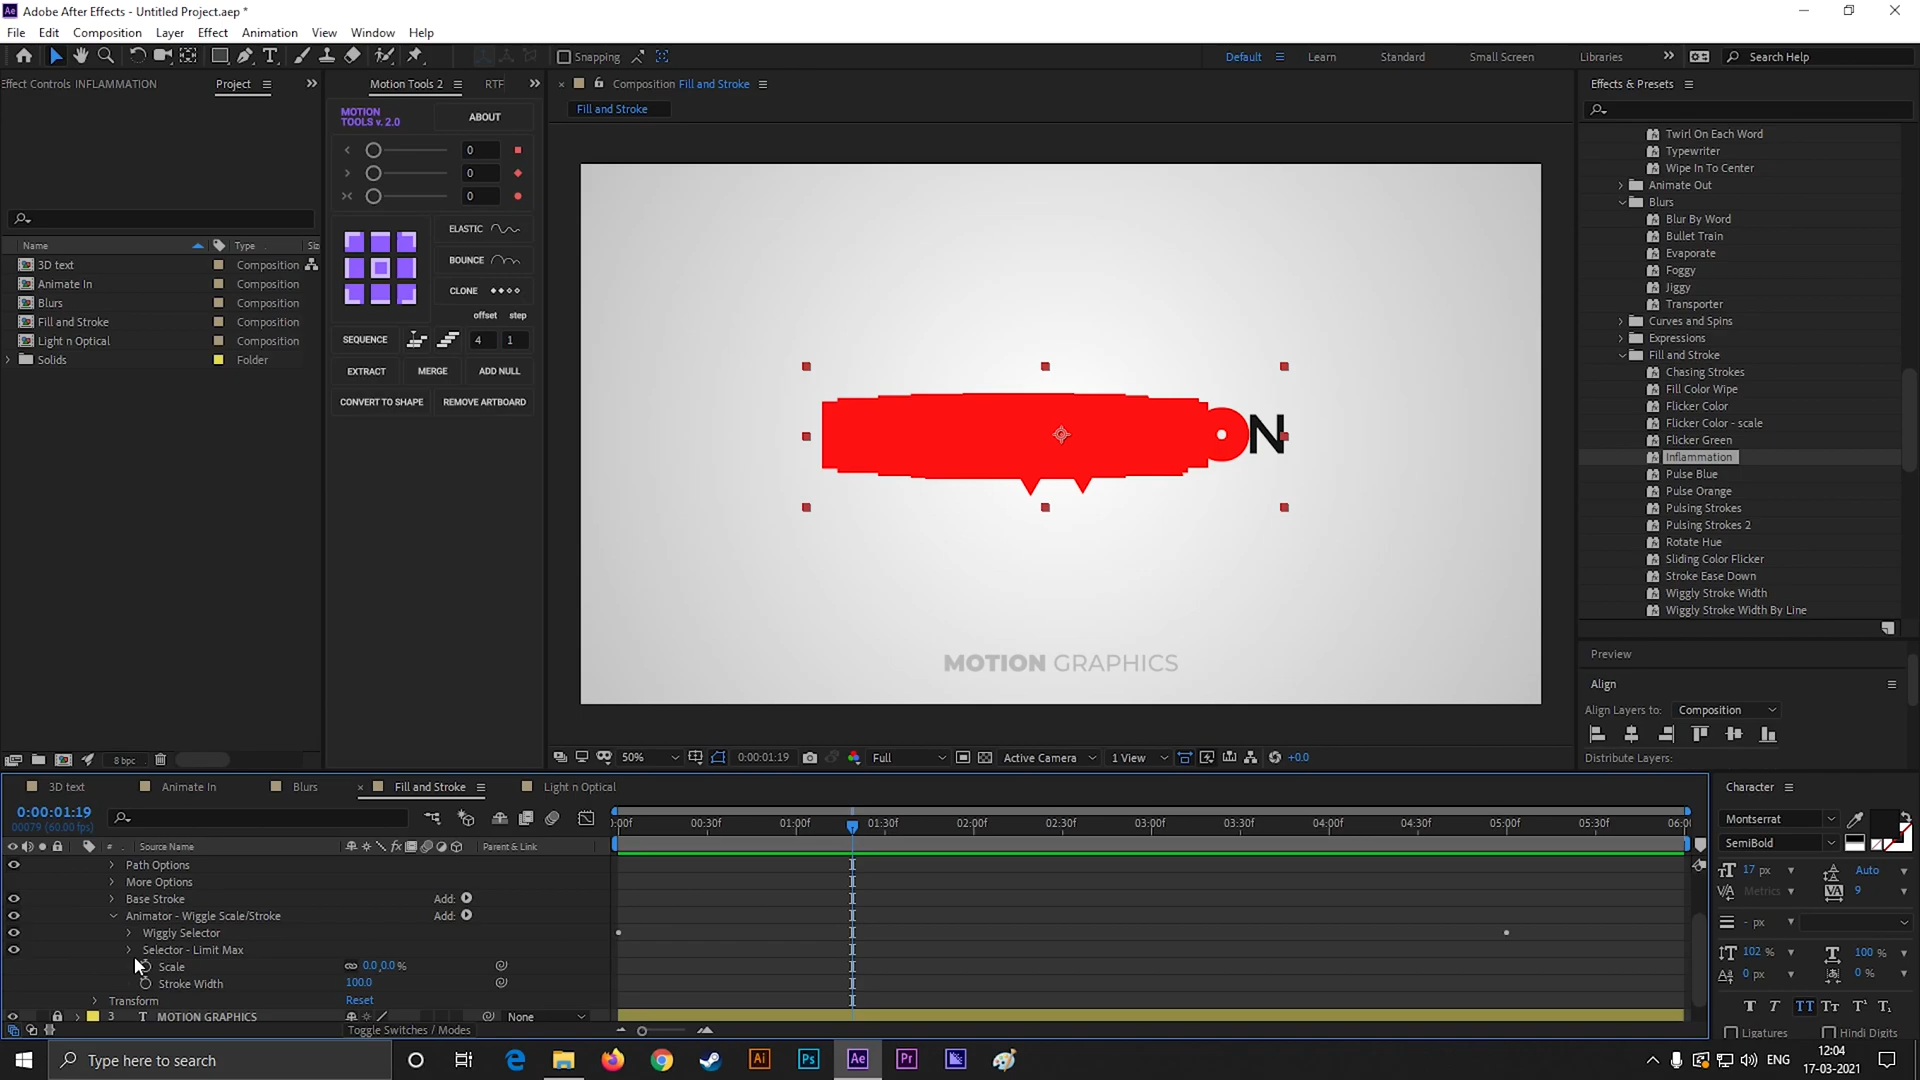 Adobe After Effects - Untitled Project.aep *
File Edit Composition Layer Effect Animation View Window Help
Snapping
Default Learn Standard Small Screen Libraries Search Help
Effect Controls INFLAMMATION Project
Name Type Siz
3D text Composition
Animate In Composition
Blurs Composition
Fill and Stroke Composition
Light n Optical Composition
Solids Folder
8 bpc
Motion Tools 2 RTF
MOTION
TOOLS v. 2.0
ABOUT
0
0
0
ELASTIC
BOUNCE
CLONE
offset step
SEQUENCE 4 1
EXTRACT MERGE ADD NULL
CONVERT TO SHAPE REMOVE ARTBOARD
Composition Fill and Stroke
Fill and Stroke
N
MOTION GRAPHICS
50% 0:00:01:19 Full Active Camera 1 View +0.0
Effects & Presets
Twirl On Each Word
Typewriter
Wipe In To Center
Animate Out
Blurs
Blur By Word
Bullet Train
Evaporate
Foggy
Jiggy
Transporter
Curves and Spins
Expressions
Fill and Stroke
Chasing Strokes
Fill Color Wipe
Flicker Color
Flicker Color - scale
Flicker Green
Inflammation
Pulse Blue
Pulse Orange
Pulsing Strokes
Pulsing Strokes 2
Rotate Hue
Sliding Color Flicker
Stroke Ease Down
Wiggly Stroke Width
Wiggly Stroke Width By Line
Preview
Align
Align Layers to: Composition
Distribute Layers:
3D text Animate In Blurs Fill and Stroke Light n Optical
0:00:01:19
00079 (60.00 fps)
# Source Name Parent & Link
:00f 00:30f 01:00f 01:30f 02:00f 02:30f 03:00f 03:30f 04:00f 04:30f 05:00f 05:30f 06:0
Path Options
More Options
Base Stroke Add:
Animator - Wiggle Scale/Stroke Add:
Wiggly Selector
Selector - Limit Max
Scale 0.0,0.0 %
Stroke Width 100.0
Transform Reset
3 T MOTION GRAPHICS None
Toggle Switches / Modes
Character
Montserrat
SemiBold
17 px Auto
Metrics 9
- px
102 % 100 %
0 px 0 %
T T TT Tt T¹ T₁
Ligatures Hindi Digits
Type here to search
Ai Ps Ae Pr
ENG
12:04
17-03-2021